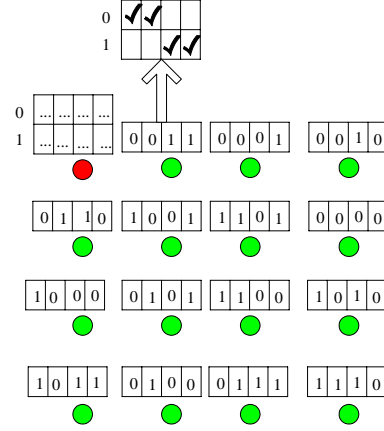 0 ✓ ✓
1 ✓ ✓
0 ... ... ... ...
1 ... ... ... ...
0 0 1 1 0 0 0 1 0 0 1 0
0 1 1 0 1 0 0 1 1 1 0 1 0 0 0 0
1 0 0 0 0 1 0 1 1 1 0 0 1 0 1 0
1 0 1 1 0 1 0 0 0 1 1 1 1 1 1 0